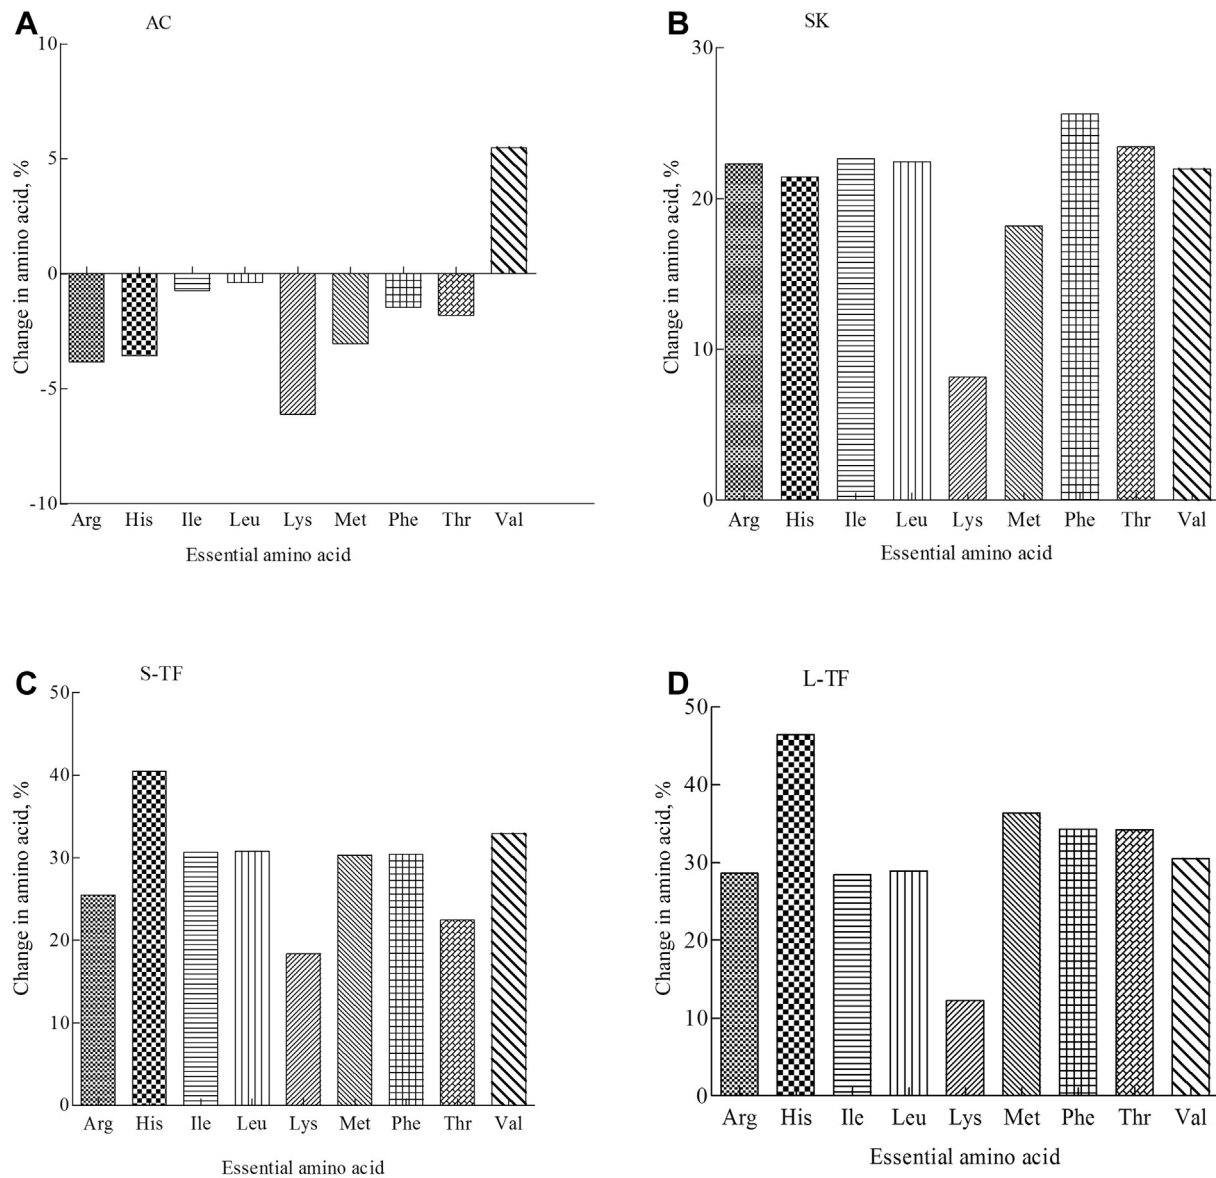 A
AC
10
5
0
-5
-10
Change in amino acid, %
Arg His Ile Leu Lys Met Phe Thr Val
Essential amino acid
B
SK
30
20
10
0
Change in amino acid, %
Arg His Ile Leu Lys Met Phe Thr Val
Essential amino acid
C
S-TF
50
40
30
20
10
0
Change in amino acid, %
Arg His Ile Leu Lys Met Phe Thr Val
Essential amino acid
D
L-TF
50
40
30
20
10
0
Change in amino acid, %
Arg His Ile Leu Lys Met Phe Thr Val
Essential amino acid